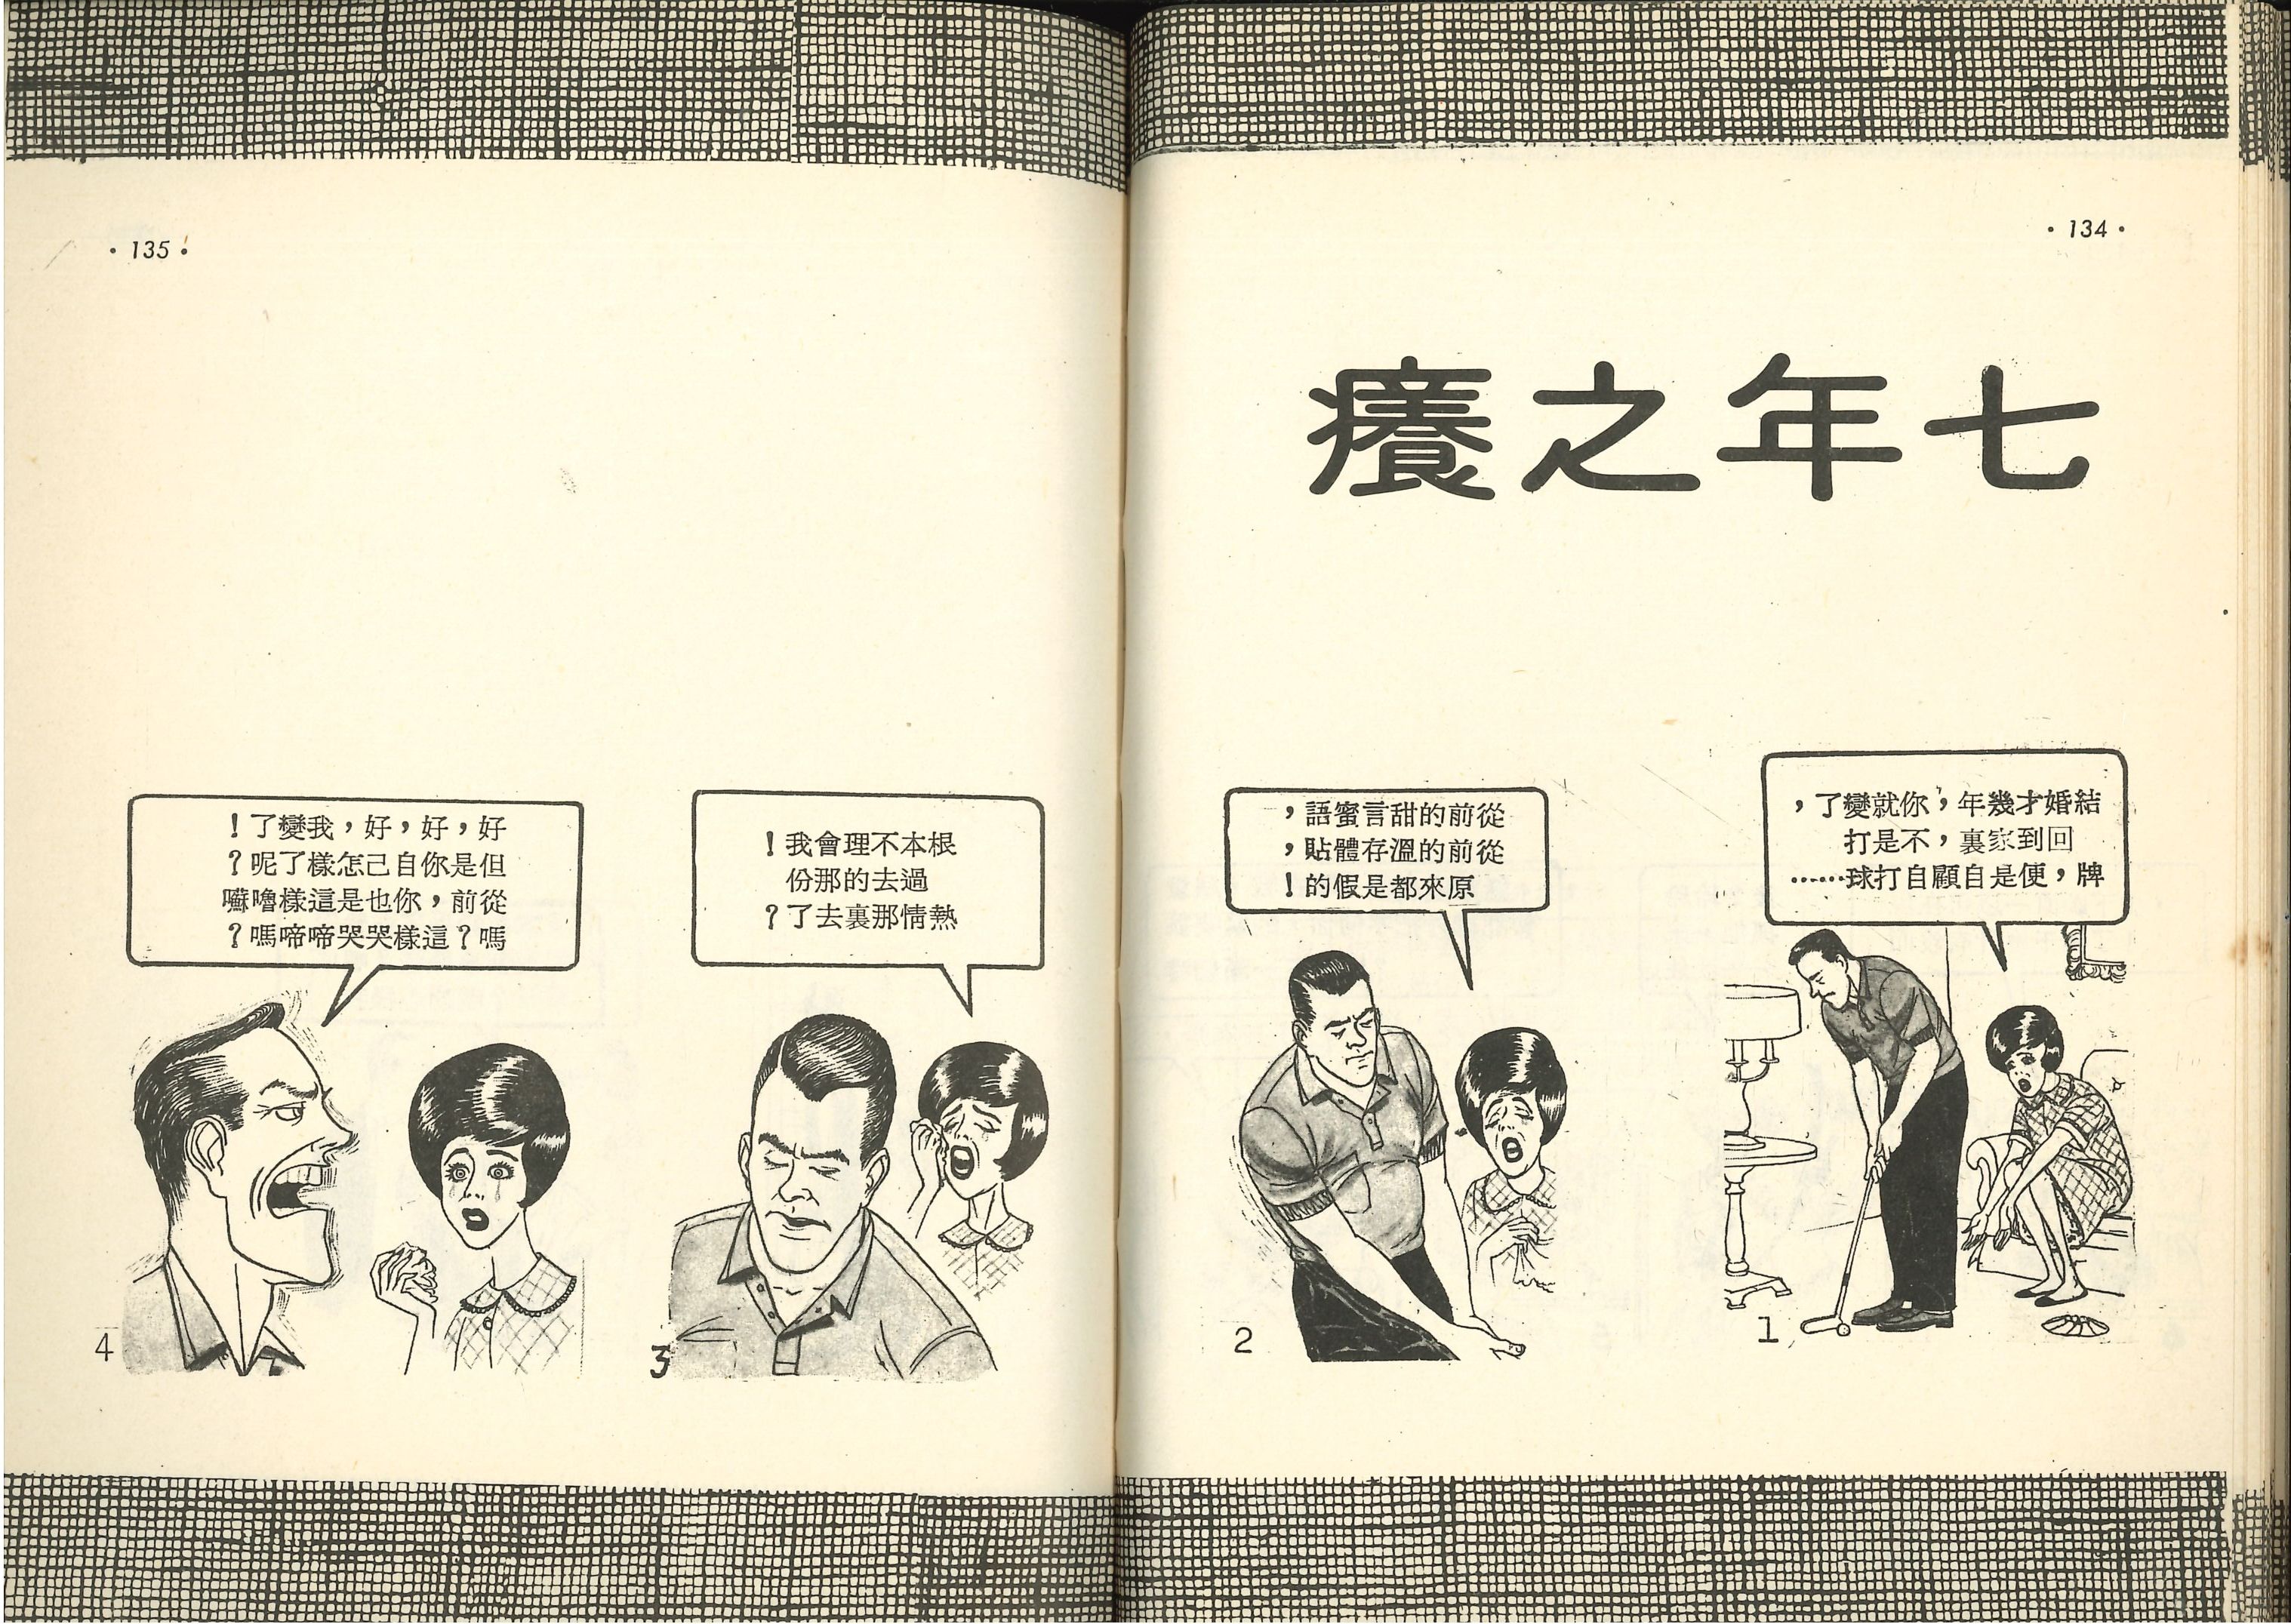 ·134·
七年之癢
結婚才幾年，你就變了，
回到家裏，不是打
牌，便是自顧自打球……
1
從前的甜言蜜語，
從前的溫存體貼，
原來都是假的！
2
·135·
根本不理會我！
過去的那份
熱情那裏去了？
3
好，好，好，我變了！
但是你自己怎樣了呢？
從前，你也是這樣嚕囌
嗎？這樣哭哭啼啼嗎？
4